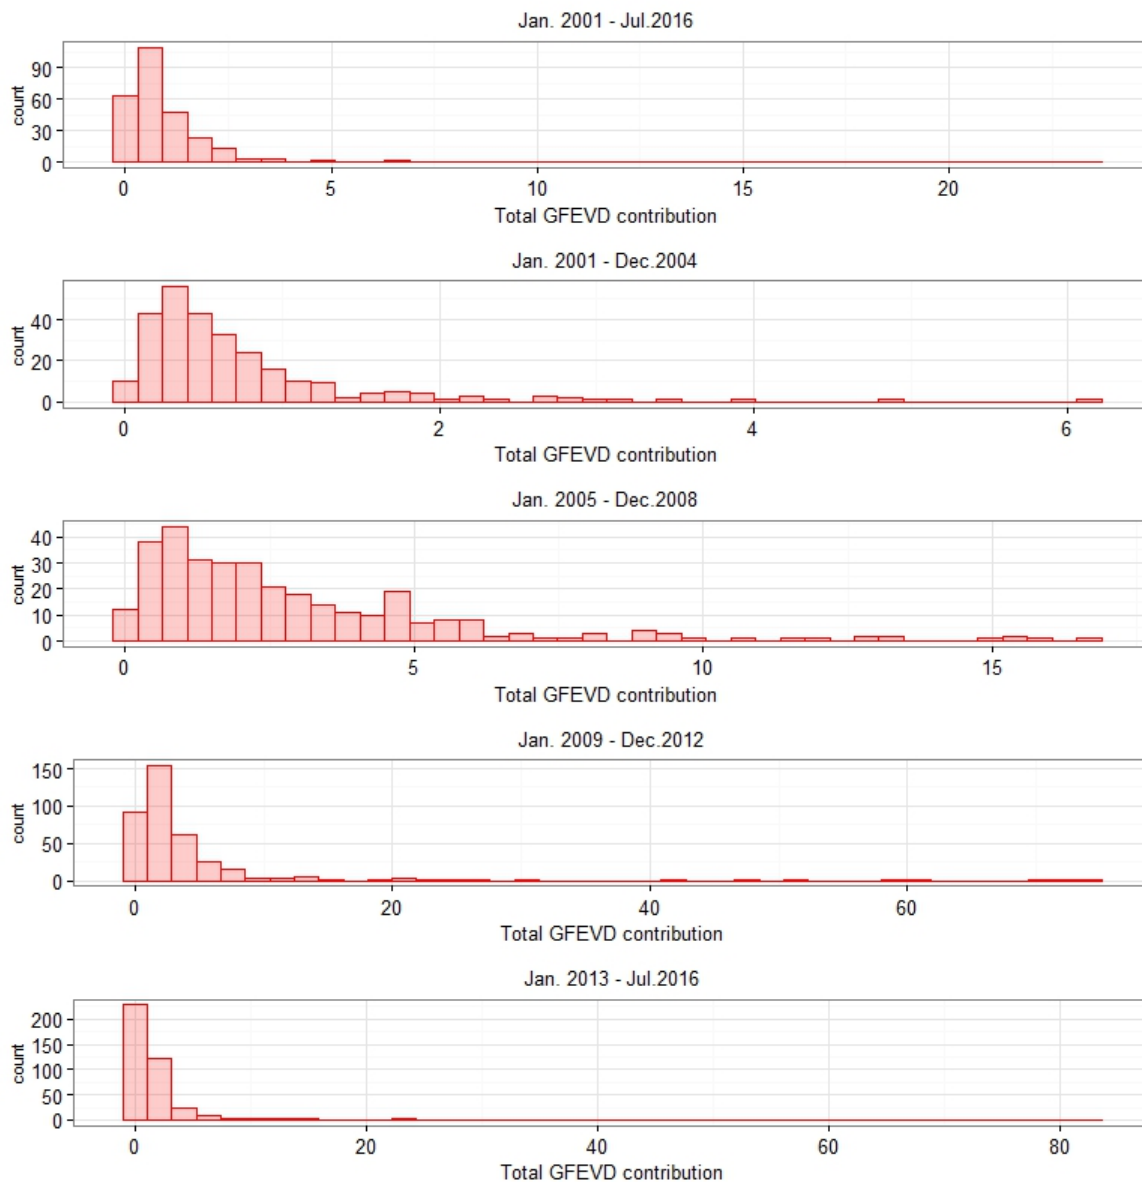 Jan. 2001 - Jul.2016
count
90
60
30
0
0 5 10 15 20
Total GFEVD contribution
Jan. 2001 - Dec.2004
count
40
20
0
0 2 4 6
Total GFEVD contribution
Jan. 2005 - Dec.2008
count
40
30
20
10
0
0 5 10 15
Total GFEVD contribution
Jan. 2009 - Dec.2012
count
150
100
50
0
0 20 40 60
Total GFEVD contribution
Jan. 2013 - Jul.2016
count
200
150
100
50
0
0 20 40 60 80
Total GFEVD contribution